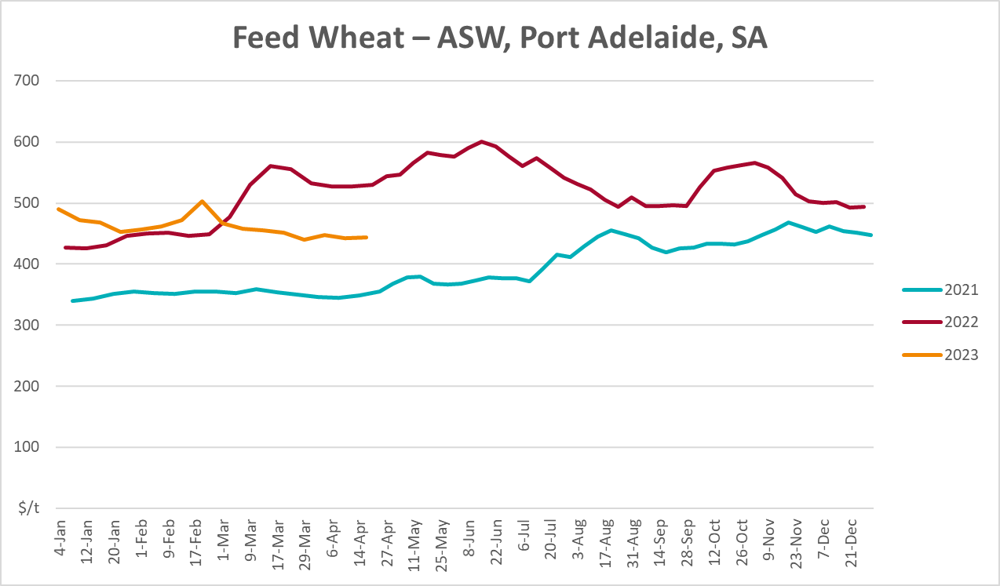 Feed Wheat – ASW, Port Adelaide, SA
700
600
500
400
300
200
100
$/t
4-Jan
12-Jan
20-Jan
1-Feb
9-Feb
17-Feb
1-Mar
9-Mar
17-Mar
29-Mar
6-Apr
14-Apr
27-Apr
11-May
25-May
8-Jun
22-Jun
6-Jul
20-Jul
3-Aug
17-Aug
31-Aug
14-Sep
28-Sep
12-Oct
26-Oct
9-Nov
23-Nov
7-Dec
21-Dec
2021
2022
2023